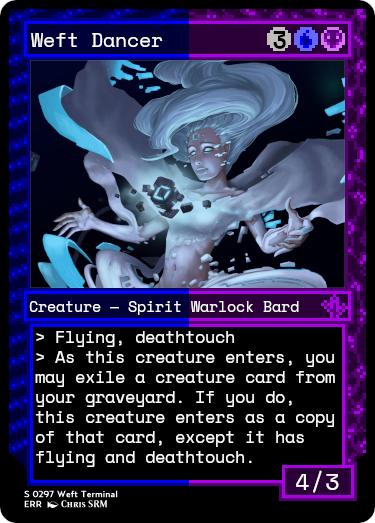 Weft Dancer 3
Creature — Spirit Warlock Bard
> Flying, deathtouch
> As this creature enters, you
may exile a creature card from
your graveyard. If you do,
this creature enters as a copy
of that card, except it has
flying and deathtouch.
4/3
S 0297 Weft Terminal
ERR Chris SRM